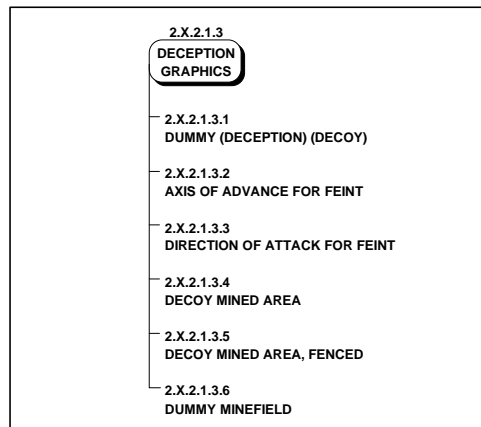 2.X.2.1.3
DECEPTION
GRAPHICS
2.X.2.1.3.1
DUMMY (DECEPTION) (DECOY)
2.X.2.1.3.2
AXIS OF ADVANCE FOR FEINT
2.X.2.1.3.3
DIRECTION OF ATTACK FOR FEINT
2.X.2.1.3.4
DECOY MINED AREA
2.X.2.1.3.5
DECOY MINED AREA, FENCED
2.X.2.1.3.6
DUMMY MINEFIELD